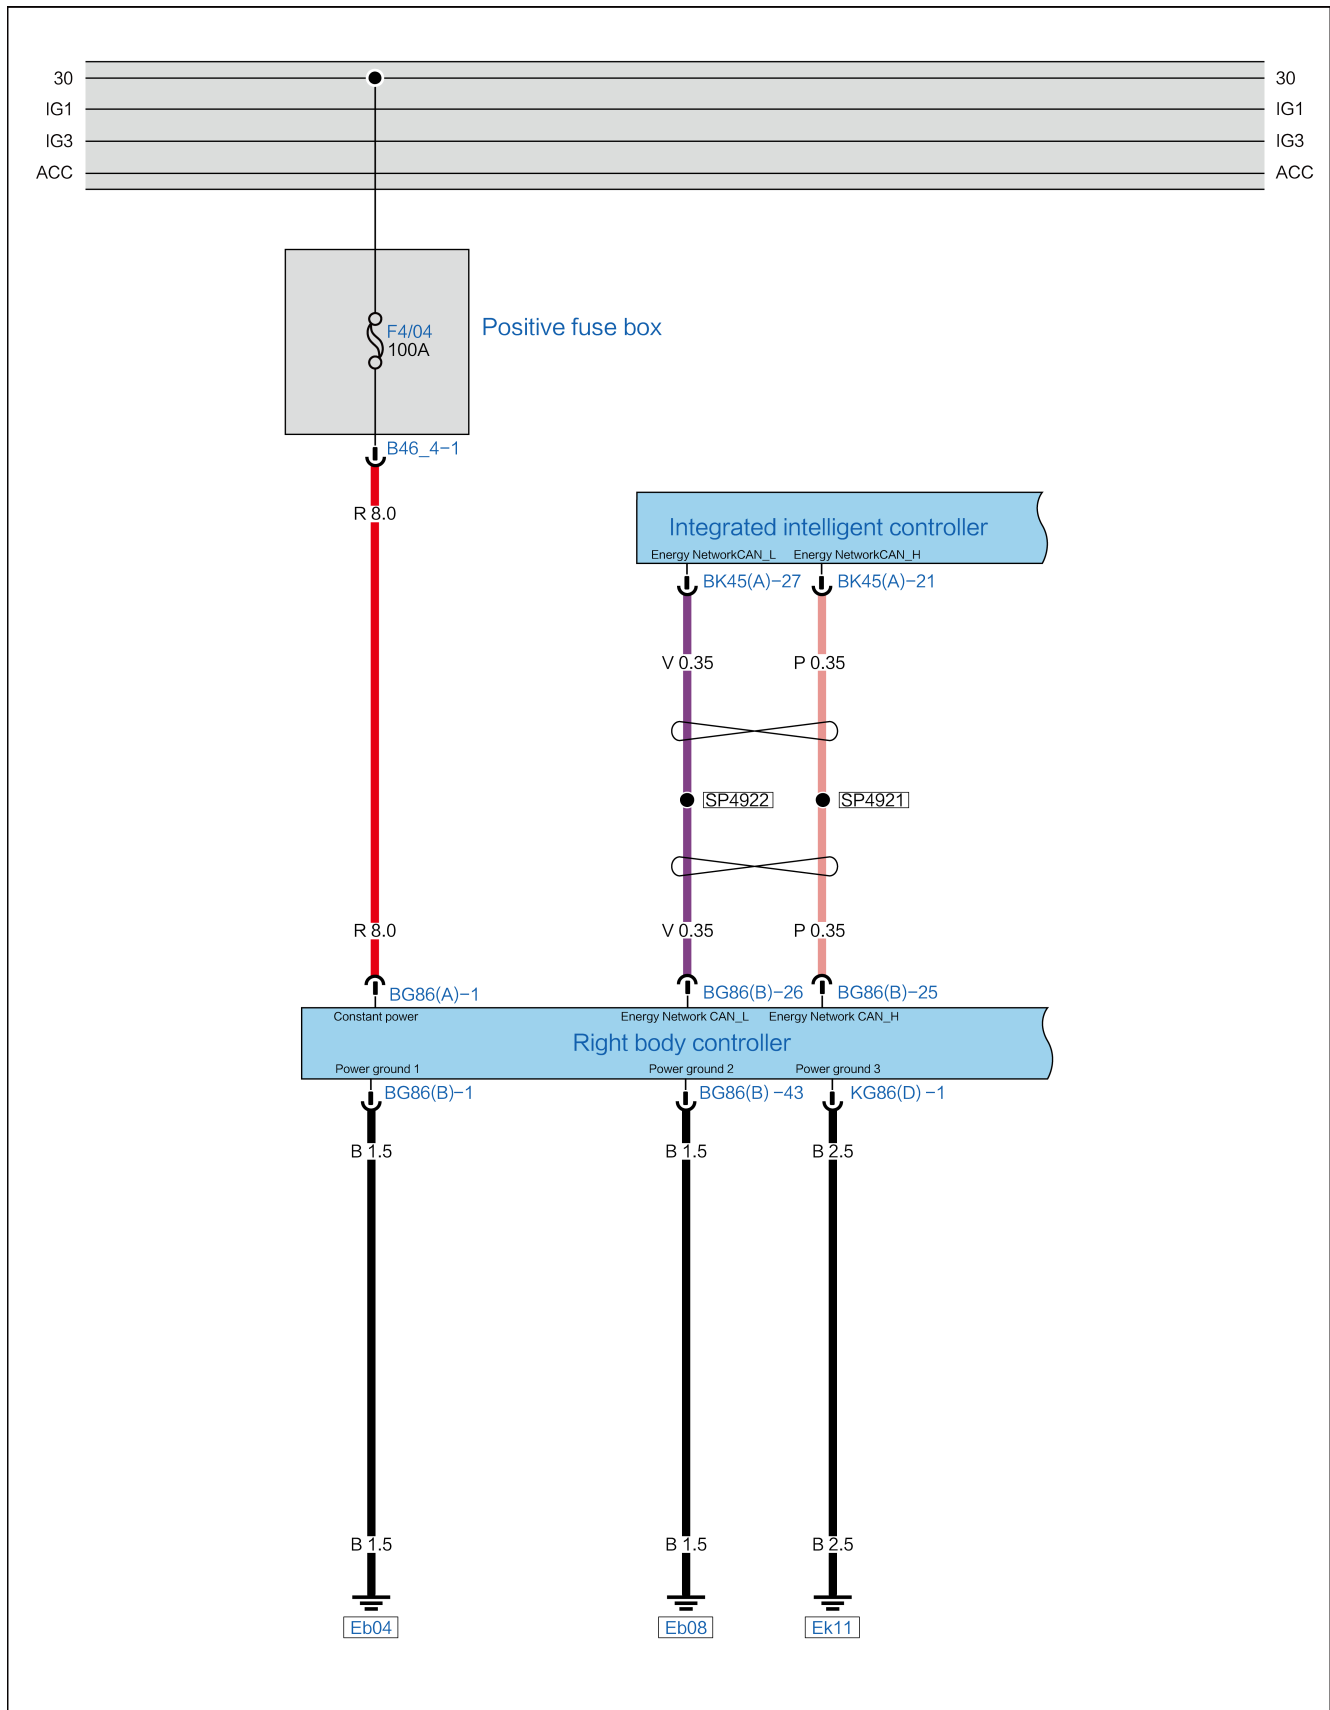 30 30
IG1 IG1
IG3 IG3
ACC ACC
F4/04
100A
Positive fuse box
B46_4-1
R 8.0
Integrated intelligent controller
Energy NetworkCAN_L Energy NetworkCAN_H
BK45(A)-27 BK45(A)-21
V 0.35 P 0.35
SP4922 SP4921
R 8.0 V 0.35 P 0.35
BG86(A)-1 BG86(B)-26 BG86(B)-25
Constant power Energy Network CAN_L Energy Network CAN_H
Right body controller
Power ground 1 Power ground 2 Power ground 3
BG86(B)-1 BG86(B) -43 KG86(D) -1
B 1.5 B 1.5 B 2.5
B 1.5 B 1.5 B 2.5
Eb04 Eb08 Ek11